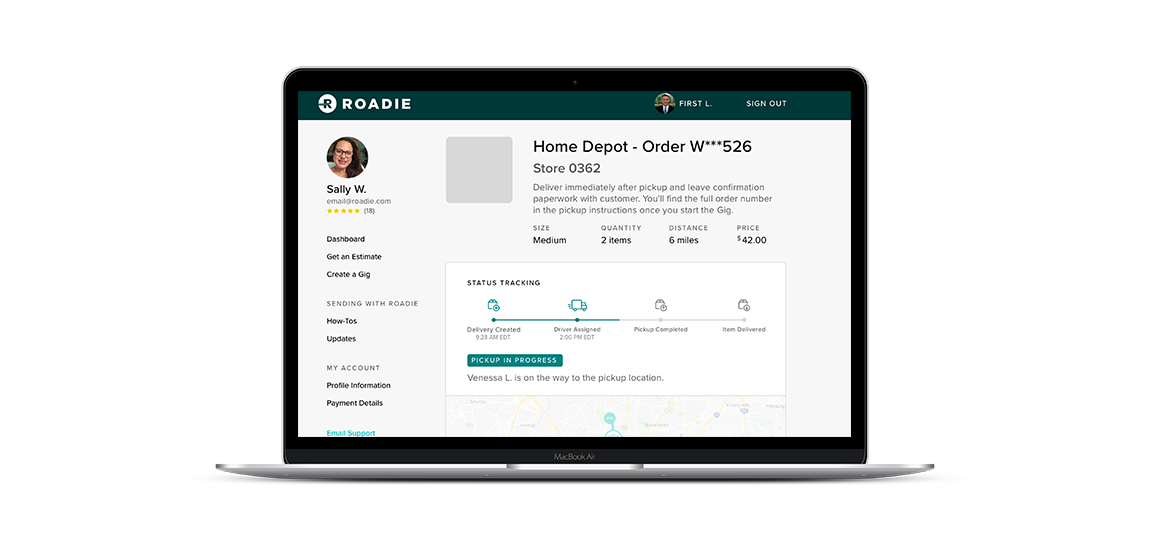 ROADIE
FIRST L.
SIGN OUT
Sally W.
email@roadie.com
(18)
Dashboard
Get an Estimate
Create a Gig
SENDING WITH ROADIE
How-Tos
Updates
MY ACCOUNT
Profile Information
Payment Details
Email Support
Home Depot - Order W***526
Store 0362
Deliver immediately after pickup and leave confirmation
paperwork with customer. You'll find the full order number
in the pickup instructions once you start the Gig.
SIZE QUANTITY DISTANCE PRICE
Medium 2 items 6 miles $42.00
STATUS TRACKING
Delivery Created Driver Assigned Pickup Completed Item Delivered
9:28 AM EDT 2:00 PM EDT
PICKUP IN PROGRESS
Venessa L. is on the way to the pickup location.
Smyrna
MacBook Air